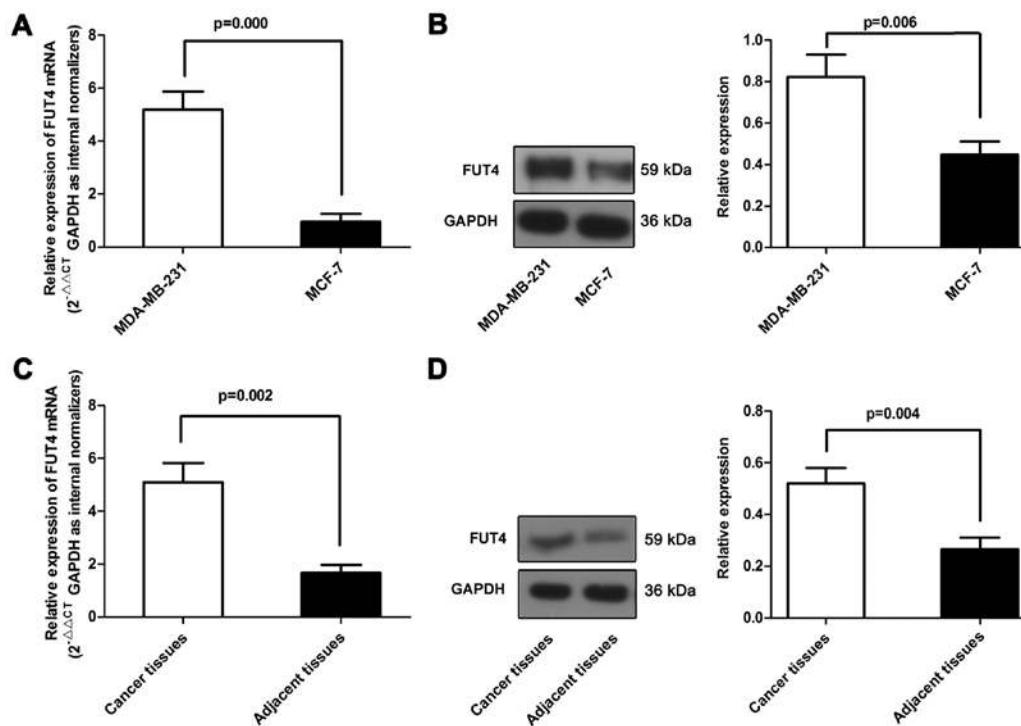 A
p=0.000
Relative expression of FUT4 mRNA
(2-△△CT GAPDH as internal normalizers)
8
6
4
2
0
MDA-MB-231
MCF-7
B
FUT4
59 kDa
GAPDH
36 kDa
MDA-MB-231
MCF-7
p=0.006
Relative expression
1.0
0.8
0.6
0.4
0.2
0.0
MDA-MB-231
MCF-7
C
p=0.002
Relative expression of FUT4 mRNA
(2-△△CT GAPDH as internal normalizers)
8
6
4
2
0
Cancer tissues
Adjacent tissues
D
FUT4
59 kDa
GAPDH
36 kDa
Cancer tissues
Adjacent tissues
p=0.004
Relative expression
0.8
0.6
0.4
0.2
0.0
Cancer tissues
Adjacent tissues